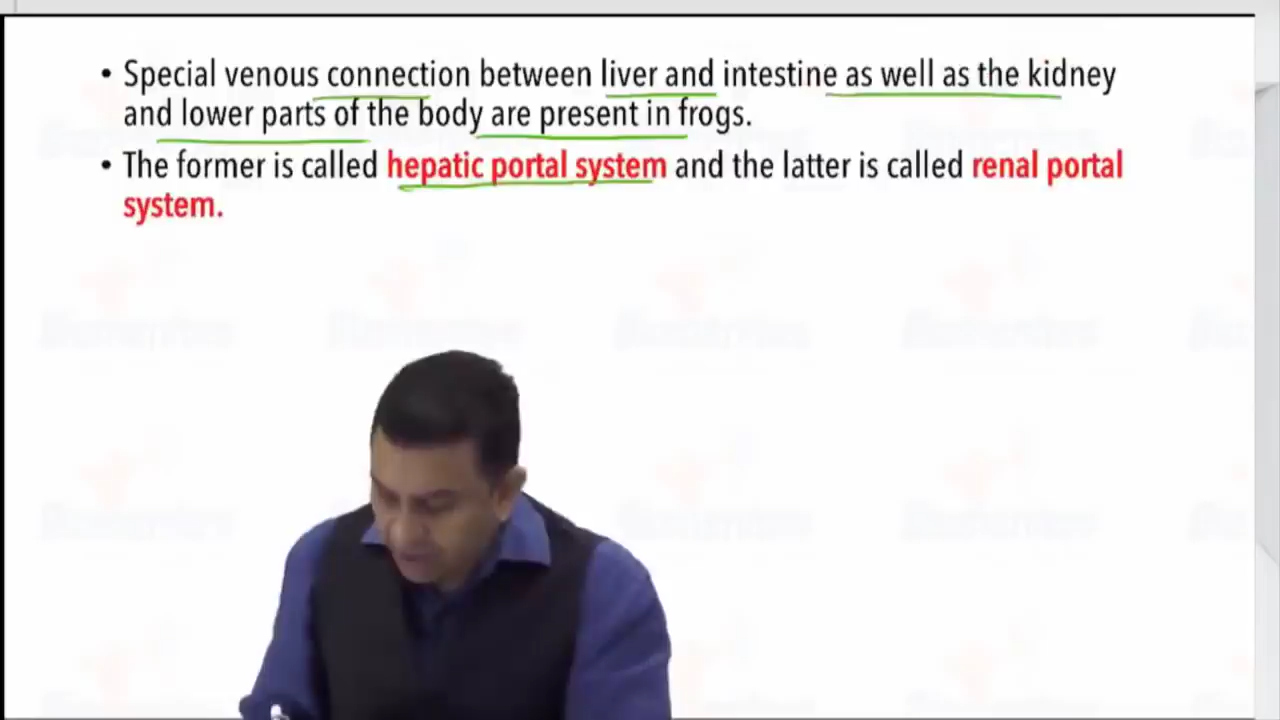 • Special venous connection between liver and intestine as well as the kidney
and lower parts of the body are present in frogs.
• The former is called hepatic portal system and the latter is called renal portal
system.